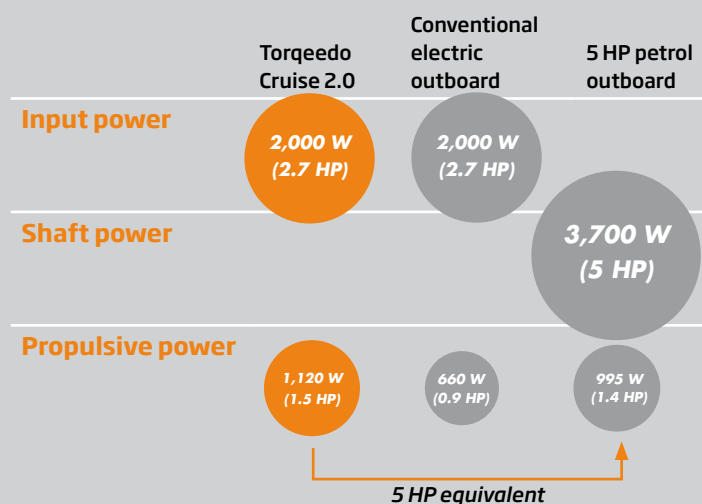 Torqeedo
Cruise 2.0
Conventional
electric
outboard
5 HP petrol
outboard
Input power
2,000 W
(2.7 HP)
2,000 W
(2.7 HP)
Shaft power
3,700 W
(5 HP)
Propulsive power
1,120 W
(1.5 HP)
660 W
(0.9 HP)
995 W
(1.4 HP)
5 HP equivalent